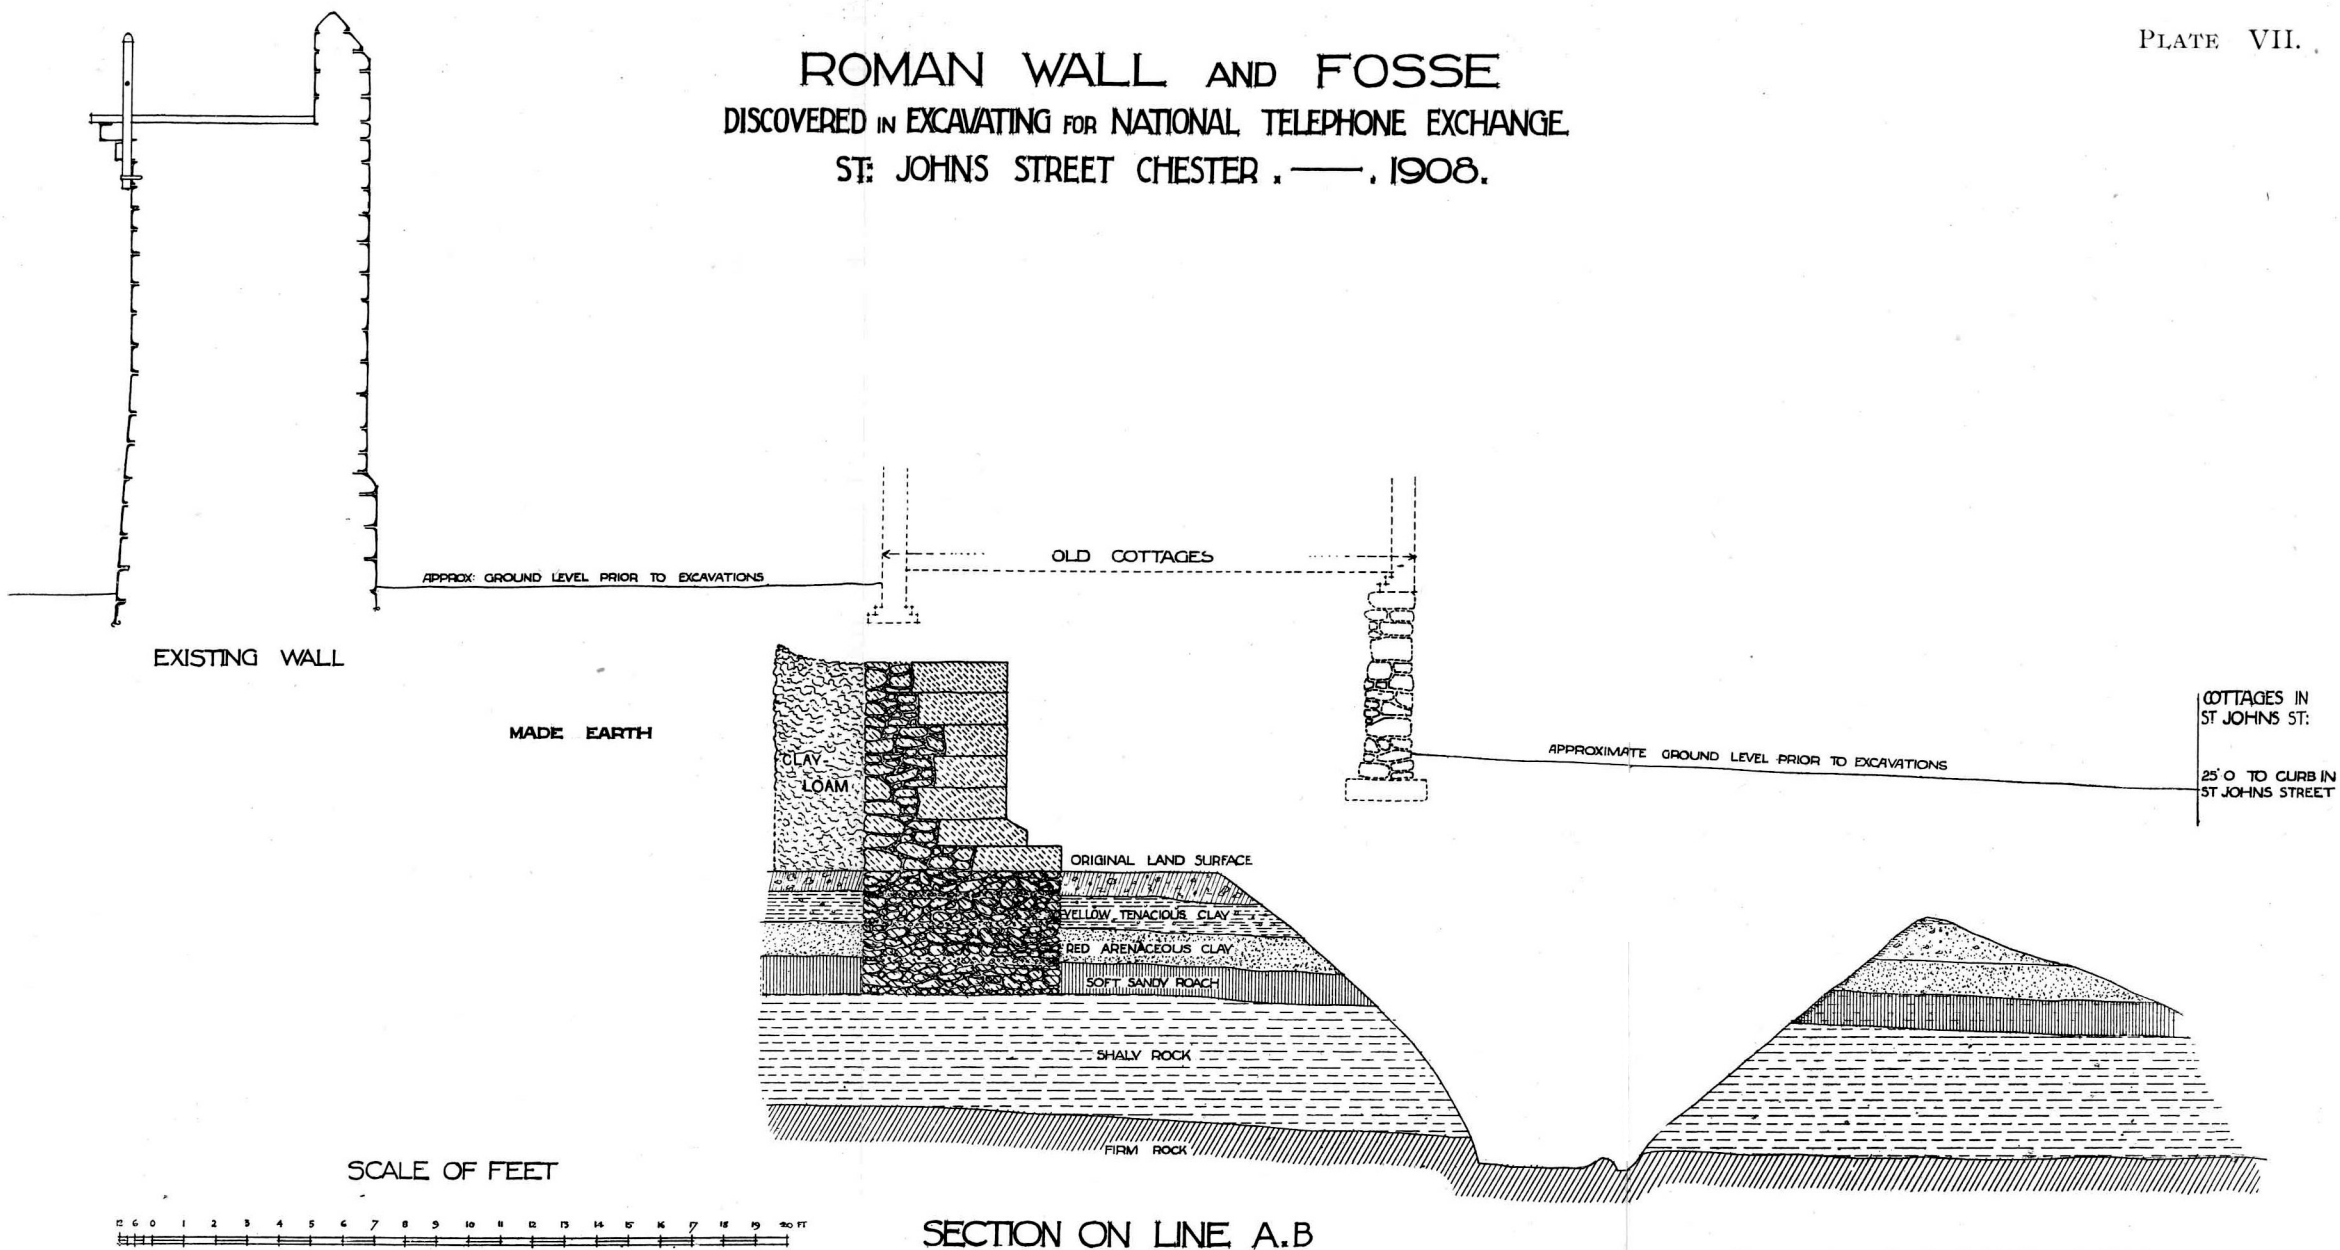 PLATE VII.
ROMAN WALL AND FOSSE
DISCOVERED IN EXCAVATING FOR NATIONAL TELEPHONE EXCHANGE
ST: JOHNS STREET CHESTER . — . 1908.
OLD COTTAGES
APPROX: GROUND LEVEL PRIOR TO EXCAVATIONS
EXISTING WALL
MADE EARTH
CLAY
LOAM
COTTAGES IN
ST JOHNS ST:
APPROXIMATE GROUND LEVEL PRIOR TO EXCAVATIONS
25'0 TO CURB IN
ST JOHNS STREET
ORIGINAL LAND SURFACE
YELLOW TENACIOUS CLAY
RED ARENACEOUS CLAY
SOFT SANDY ROACH
SHALY ROCK
FIRM ROCK
SCALE OF FEET
12 6 0 1 2 3 4 5 6 7 8 9 10 11 12 13 14 15 16 17 18 19 20 FT
SECTION ON LINE A.B